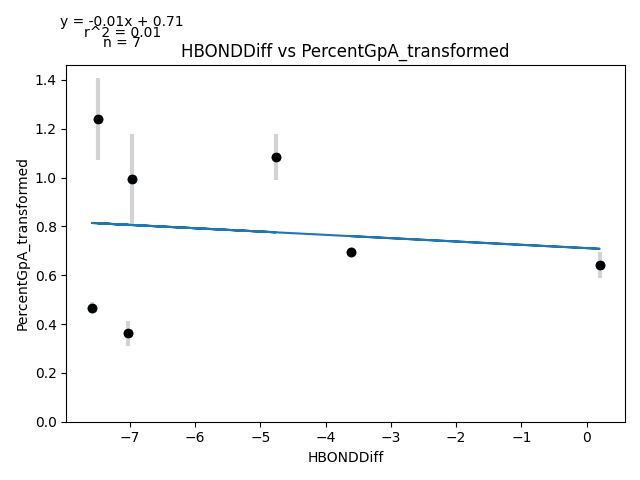 y = -0.01x + 0.71
r^2 = 0.01
n = 7
HBONDDiff vs PercentGpA_transformed
PercentGpA_transformed
1.4
1.2
1.0
0.8
0.6
0.4
0.2
0.0
−7 −6 −5 −4 −3 −2 −1 0
HBONDDiff